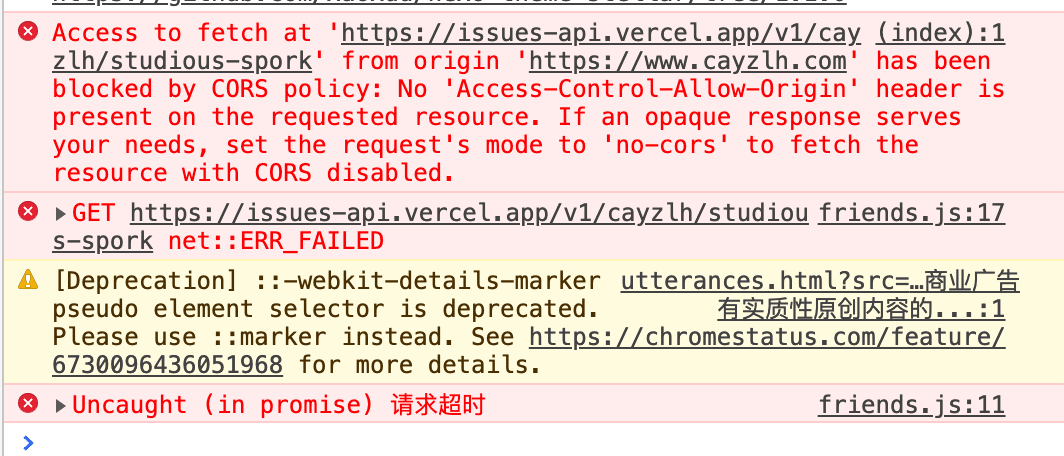 Access to fetch at 'https://issues-api.vercel.app/v1/cay (index):1
zlh/studious-spork' from origin 'https://www.cayzlh.com' has been
blocked by CORS policy: No 'Access-Control-Allow-Origin' header is
present on the requested resource. If an opaque response serves
your needs, set the request's mode to 'no-cors' to fetch the
resource with CORS disabled.
GET https://issues-api.vercel.app/v1/cayzlh/studiou friends.js:17
s-spork net::ERR_FAILED
[Deprecation] ::-webkit-details-marker utterances.html?src=…商业广告
pseudo element selector is deprecated. 有实质性原创内容的...:1
Please use ::marker instead. See https://chromestatus.com/feature/
6730096436051968 for more details.
Uncaught (in promise) 请求超时 friends.js:11